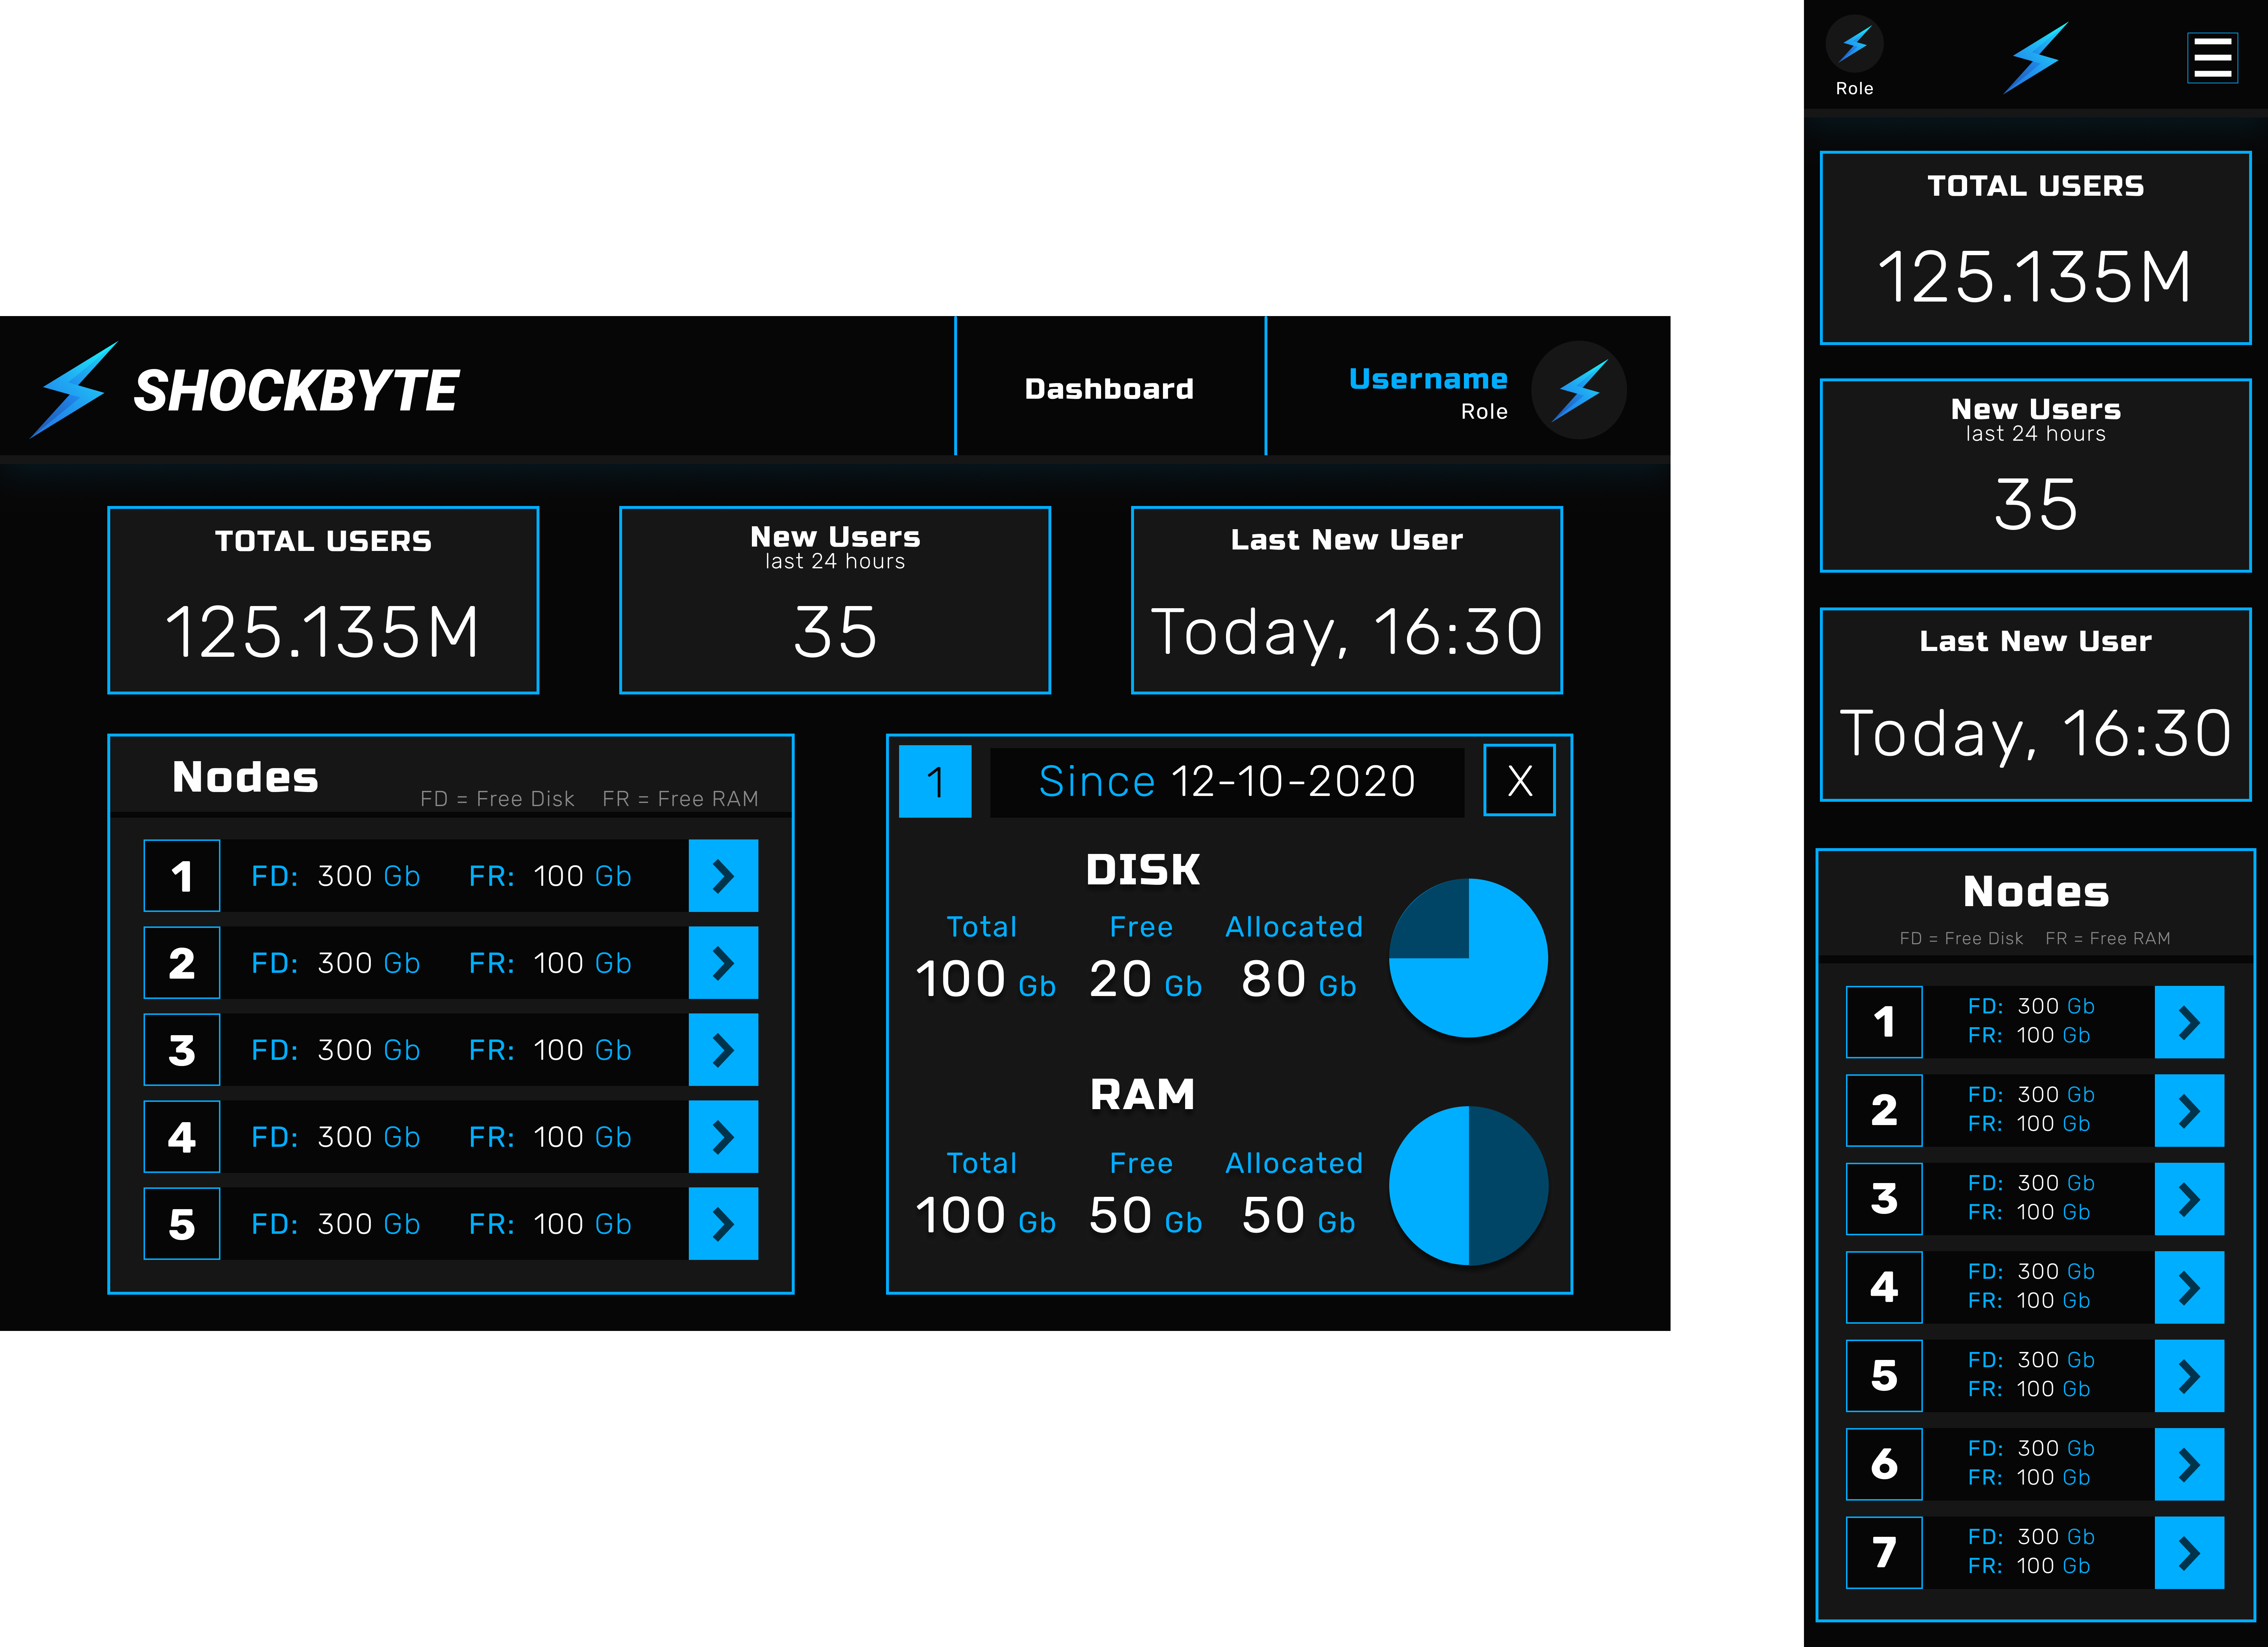 SHOCKBYTE
Dashboard
Username
Role
TOTAL USERS
125.135M
New Users
last 24 hours
35
Last New User
Today, 16:30
Nodes
FD = Free Disk FR = Free RAM
1 FD: 300 Gb FR: 100 Gb
2 FD: 300 Gb FR: 100 Gb
3 FD: 300 Gb FR: 100 Gb
4 FD: 300 Gb FR: 100 Gb
5 FD: 300 Gb FR: 100 Gb
1 Since 12-10-2020 X
DISK
Total Free Allocated
100 Gb 20 Gb 80 Gb
RAM
Total Free Allocated
100 Gb 50 Gb 50 Gb
Role
TOTAL USERS
125.135M
New Users
last 24 hours
35
Last New User
Today, 16:30
Nodes
FD = Free Disk FR = Free RAM
1
FD: 300 Gb
FR: 100 Gb
2
FD: 300 Gb
FR: 100 Gb
3
FD: 300 Gb
FR: 100 Gb
4
FD: 300 Gb
FR: 100 Gb
5
FD: 300 Gb
FR: 100 Gb
6
FD: 300 Gb
FR: 100 Gb
7
FD: 300 Gb
FR: 100 Gb